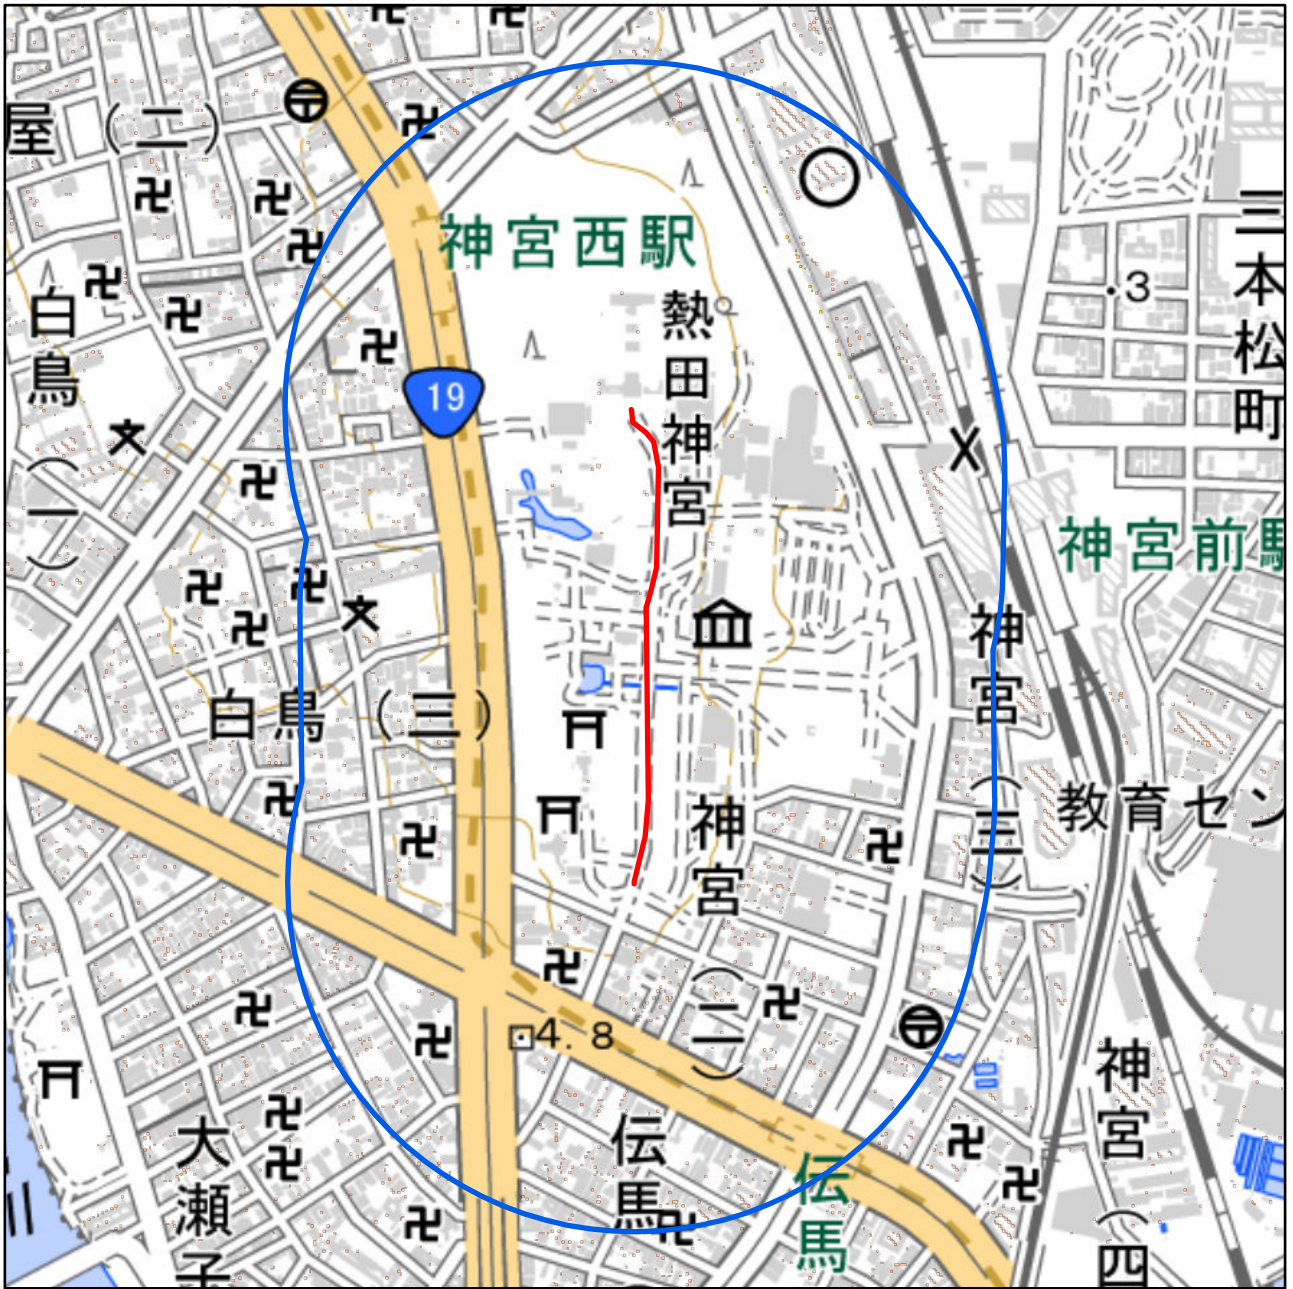 屋（二）
神宮西駅
三本松町
・3
白鳥（一）
熱田神宮
19
神宮前駅
白鳥（三）
神宮（三）
教育セン
神宮（二）
4.8
大瀬子
伝馬
伝馬
神宮（四
川